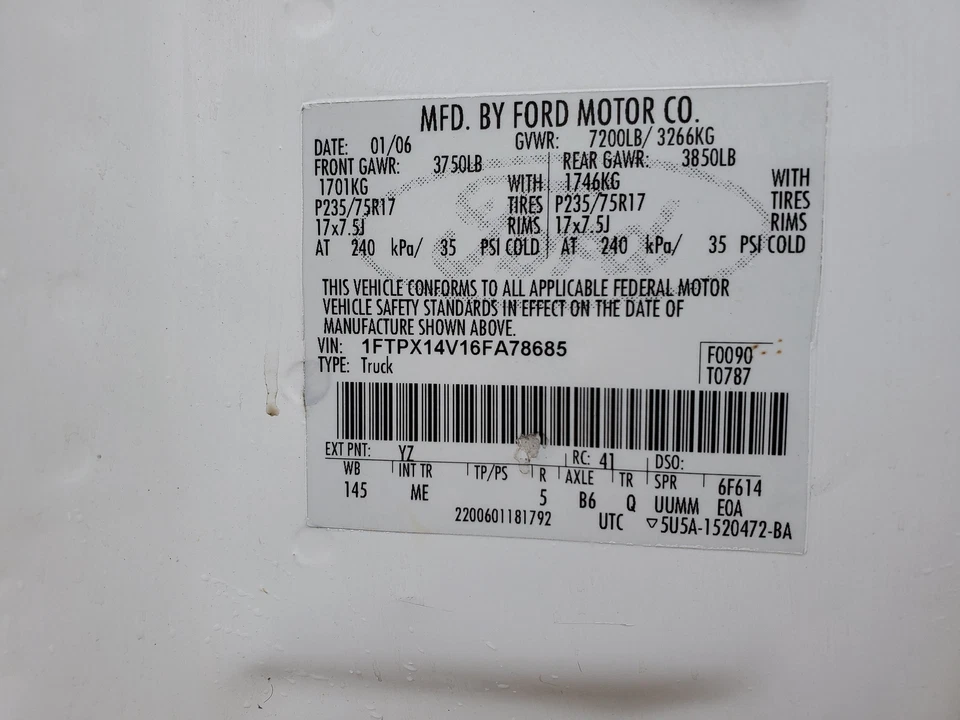 MFD. BY FORD MOTOR CO.
DATE: 01/06 GVWR: 7200LB/ 3266KG
FRONT GAWR: 3750LB REAR GAWR: 3850LB
1701KG WITH 1746KG WITH
P235/75R17 TIRES P235/75R17 TIRES
17x7.5J RIMS 17x7.5J RIMS
AT 240 kPa/ 35 PSI COLD AT 240 kPa/ 35 PSI COLD
THIS VEHICLE CONFORMS TO ALL APPLICABLE FEDERAL MOTOR
VEHICLE SAFETY STANDARDS IN EFFECT ON THE DATE OF
MANUFACTURE SHOWN ABOVE.
VIN: 1FTPX14V16FA78685 F0090
TYPE: Truck T0787
EXT PNT: YZ RC: 41 DSO:
WB INT TR TP/PS R AXLE TR SPR 6F614
145 ME 5 B6 Q UUMM EOA
2200601181792 UTC ▽5U5A-1520472-BA